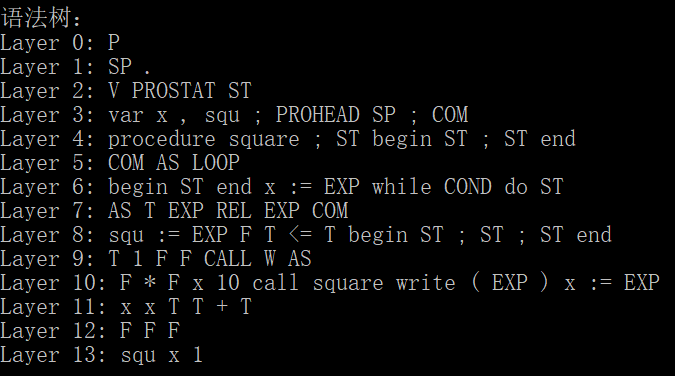 语法树：
Layer 0: P
Layer 1: SP .
Layer 2: V PROSTAT ST
Layer 3: var x , squ ; PROHEAD SP ; COM
Layer 4: procedure square ; ST begin ST ; ST end
Layer 5: COM AS LOOP
Layer 6: begin ST end x := EXP while COND do ST
Layer 7: AS T EXP REL EXP COM
Layer 8: squ := EXP F T <= T begin ST ; ST ; ST end
Layer 9: T 1 F F CALL W AS
Layer 10: F * F x 10 call square write ( EXP ) x := EXP
Layer 11: x x T T + T
Layer 12: F F F
Layer 13: squ x 1